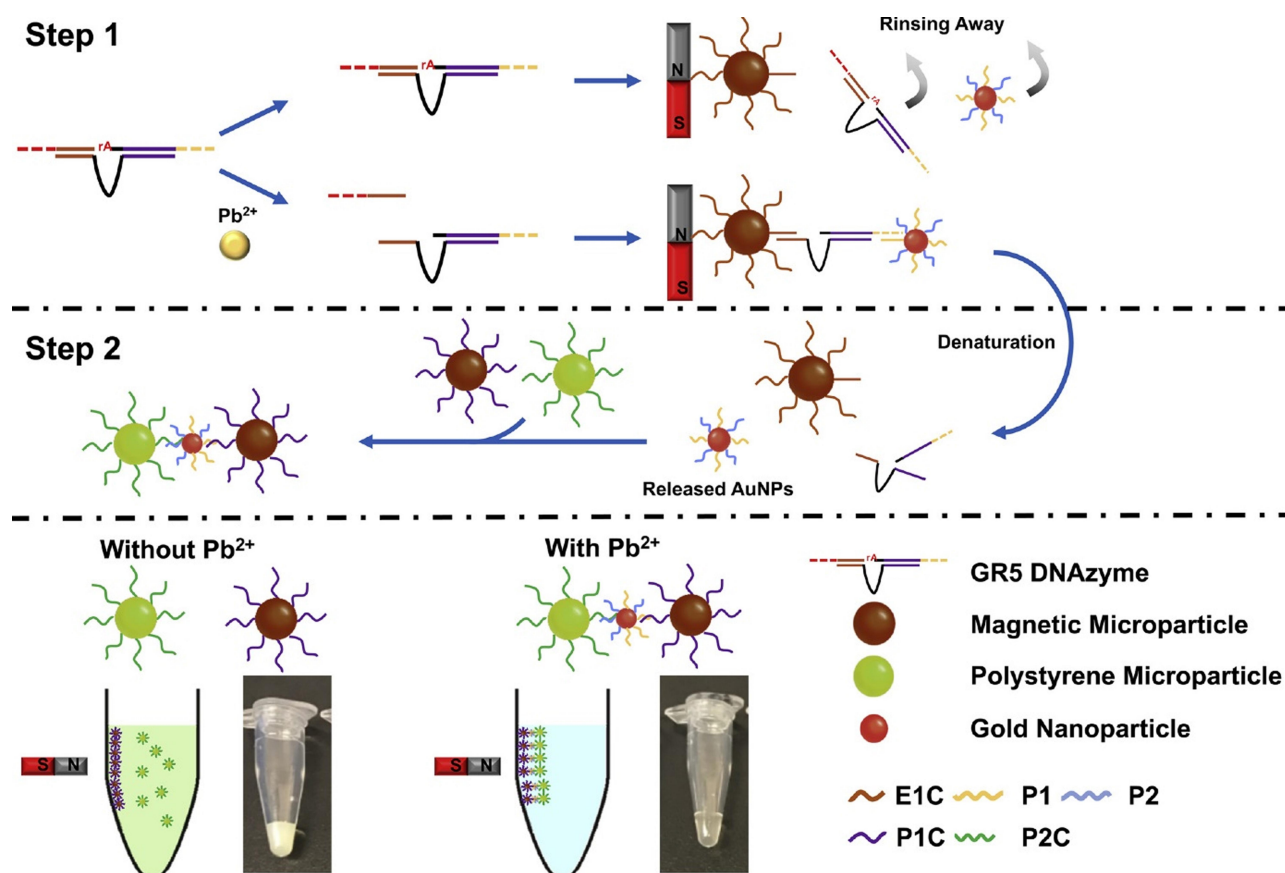 Step 1
Rinsing Away
rA
N
S
rA
rA
Pb2+
N
S
Step 2
Denaturation
Released AuNPs
Without Pb2+
With Pb2+
rA
GR5 DNAzyme
Magnetic Microparticle
Polystyrene Microparticle
Gold Nanoparticle
S N
S N
E1C P1 P2
P1C P2C